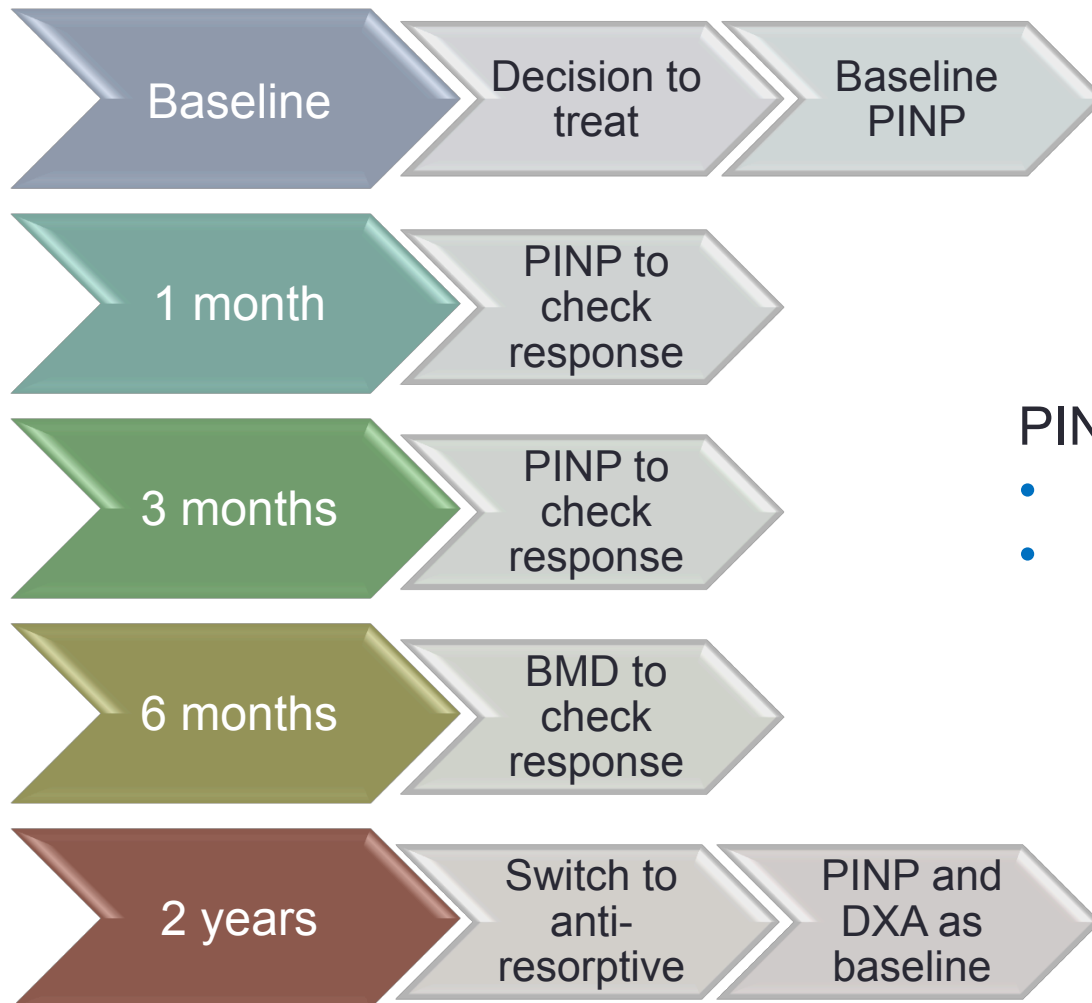 Baseline
Decision to
treat
Baseline
PINP
1 month
PINP to
check
response
3 months
PINP to
check
response
6 months
BMD to
check
response
2 years
Switch to
anti-
resorptive
PINP and
DXA as
baseline
•
•